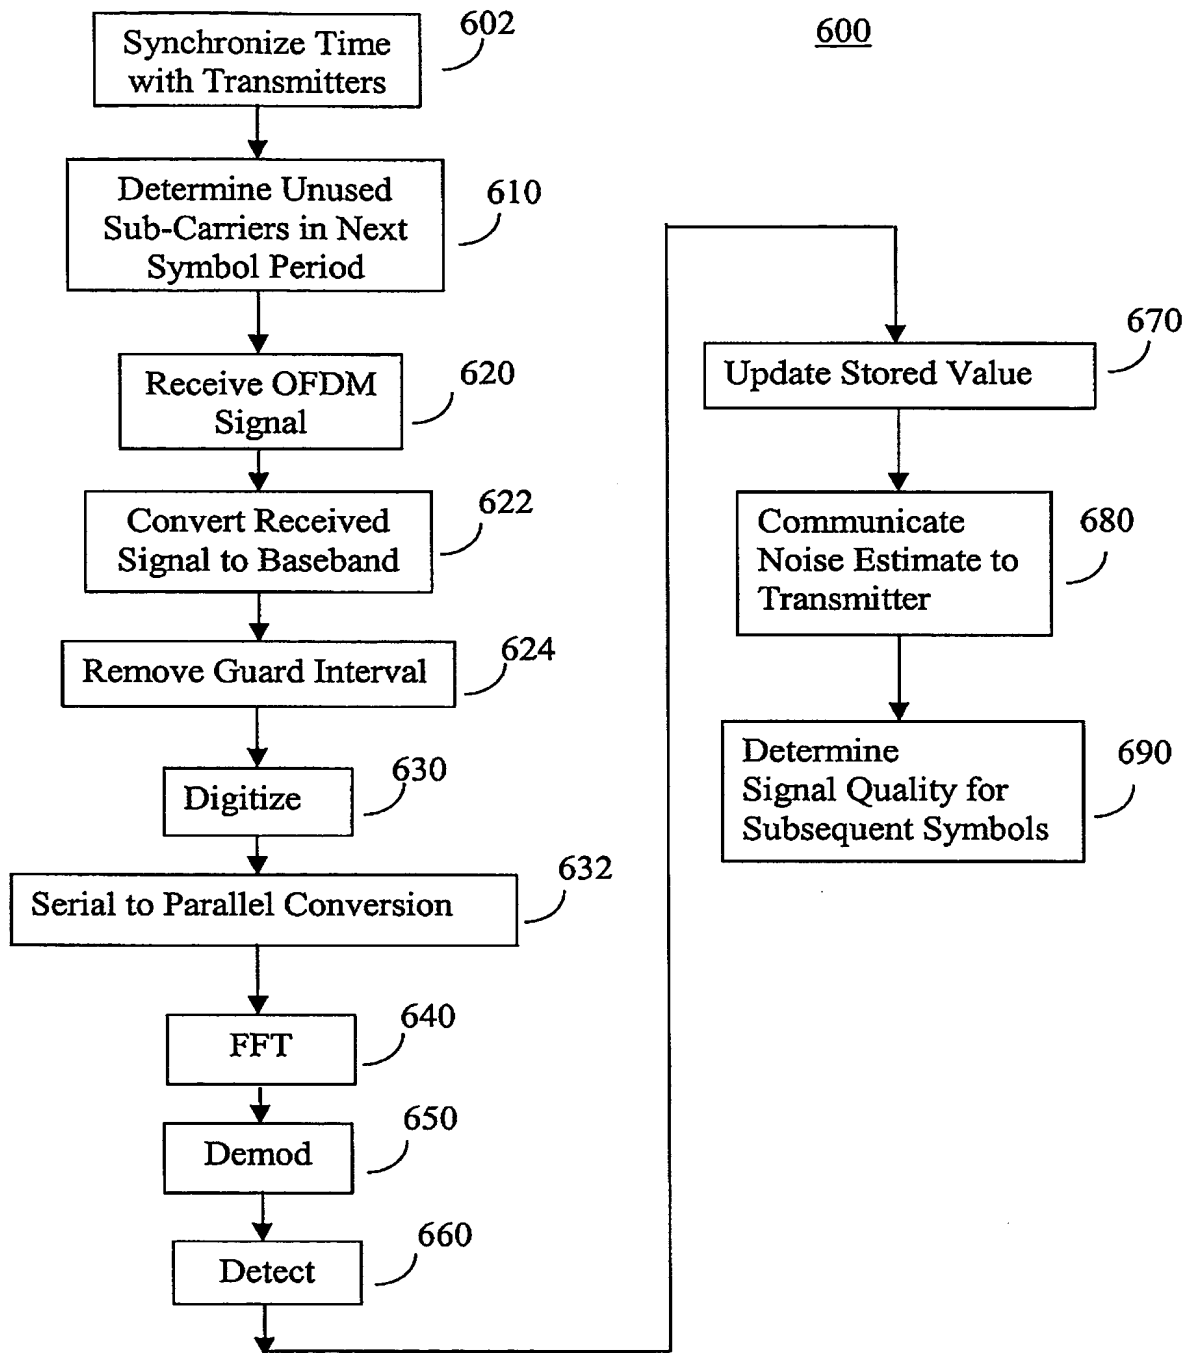 600
602
Synchronize Time
with Transmitters
610
Determine Unused
Sub-Carriers in Next
Symbol Period
620
Receive OFDM
Signal
622
Convert Received
Signal to Baseband
624
Remove Guard Interval
630
Digitize
632
Serial to Parallel Conversion
640
FFT
650
Demod
660
Detect
670
Update Stored Value
680
Communicate
Noise Estimate to
Transmitter
690
Determine
Signal Quality for
Subsequent Symbols